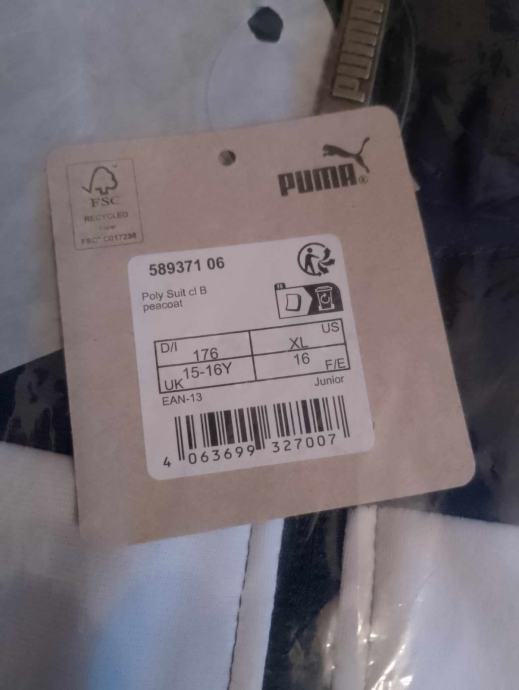 PUMA
PUMA®
FSC
RECYCLED
FSC® C017238
589371 06
Poly Suit cl B
peacoat
D/I 176 XL US
UK 15-16Y 16 F/E
EAN-13 Junior
4 063699 327007